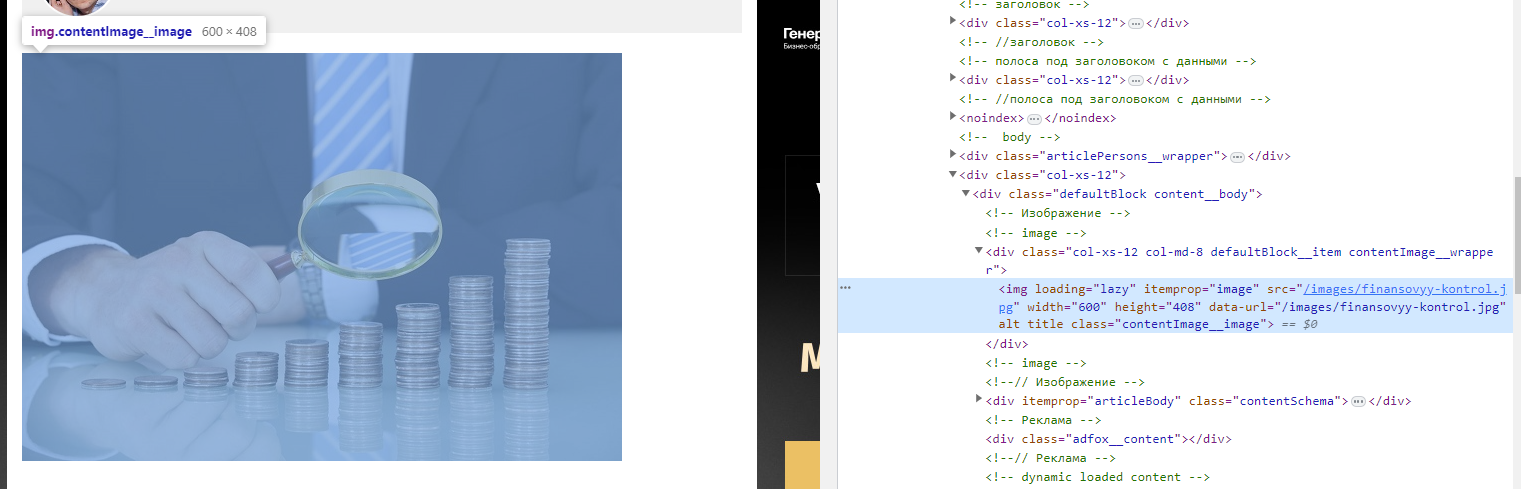 img.contentImage__image 600 × 408
Генер
Бизнес-обр
<!-- заголовок -->
<div class="col-xs-12"> … </div>
<!-- //заголовок -->
<!-- полоса под заголовоком с данными -->
<div class="col-xs-12"> … </div>
<!-- //полоса под заголовоком с данными -->
<noindex> … </noindex>
<!--  body -->
<div class="articlePersons__wrapper"> … </div>
<div class="col-xs-12">
<div class="defaultBlock content__body">
<!-- Изображение -->
<!-- image -->
<div class="col-xs-12 col-md-8 defaultBlock__item contentImage__wrappe
r">
<img loading="lazy" itemprop="image" src="/images/finansovyy-kontrol.j
pg" width="600" height="408" data-url="/images/finansovyy-kontrol.jpg"
alt title class="contentImage__image"> == $0
</div>
<!-- image -->
<!--// Изображение -->
<div itemprop="articleBody" class="contentSchema"> … </div>
<!-- Реклама -->
<div class="adfox__content"></div>
<!--// Реклама -->
<!-- dynamic loaded content -->
М